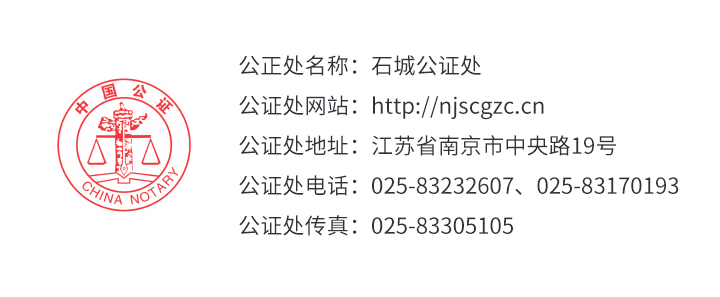 中国公证
CHINA NOTARY
公正处名称：石城公证处
公证处网站：http://njscgzc.cn
公证处地址：江苏省南京市中央路19号
公证处电话：025-83232607、025-83170193
公证处传真：025-83305105